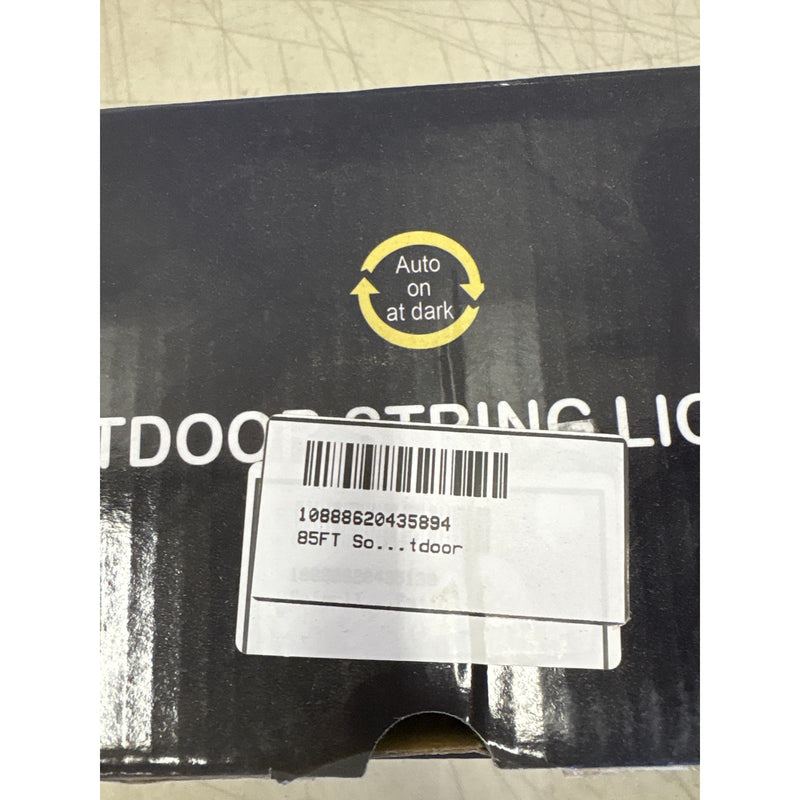 Auto
on
at dark
TDOOR STRING LIG
10888620435894
85FT So...tdoor